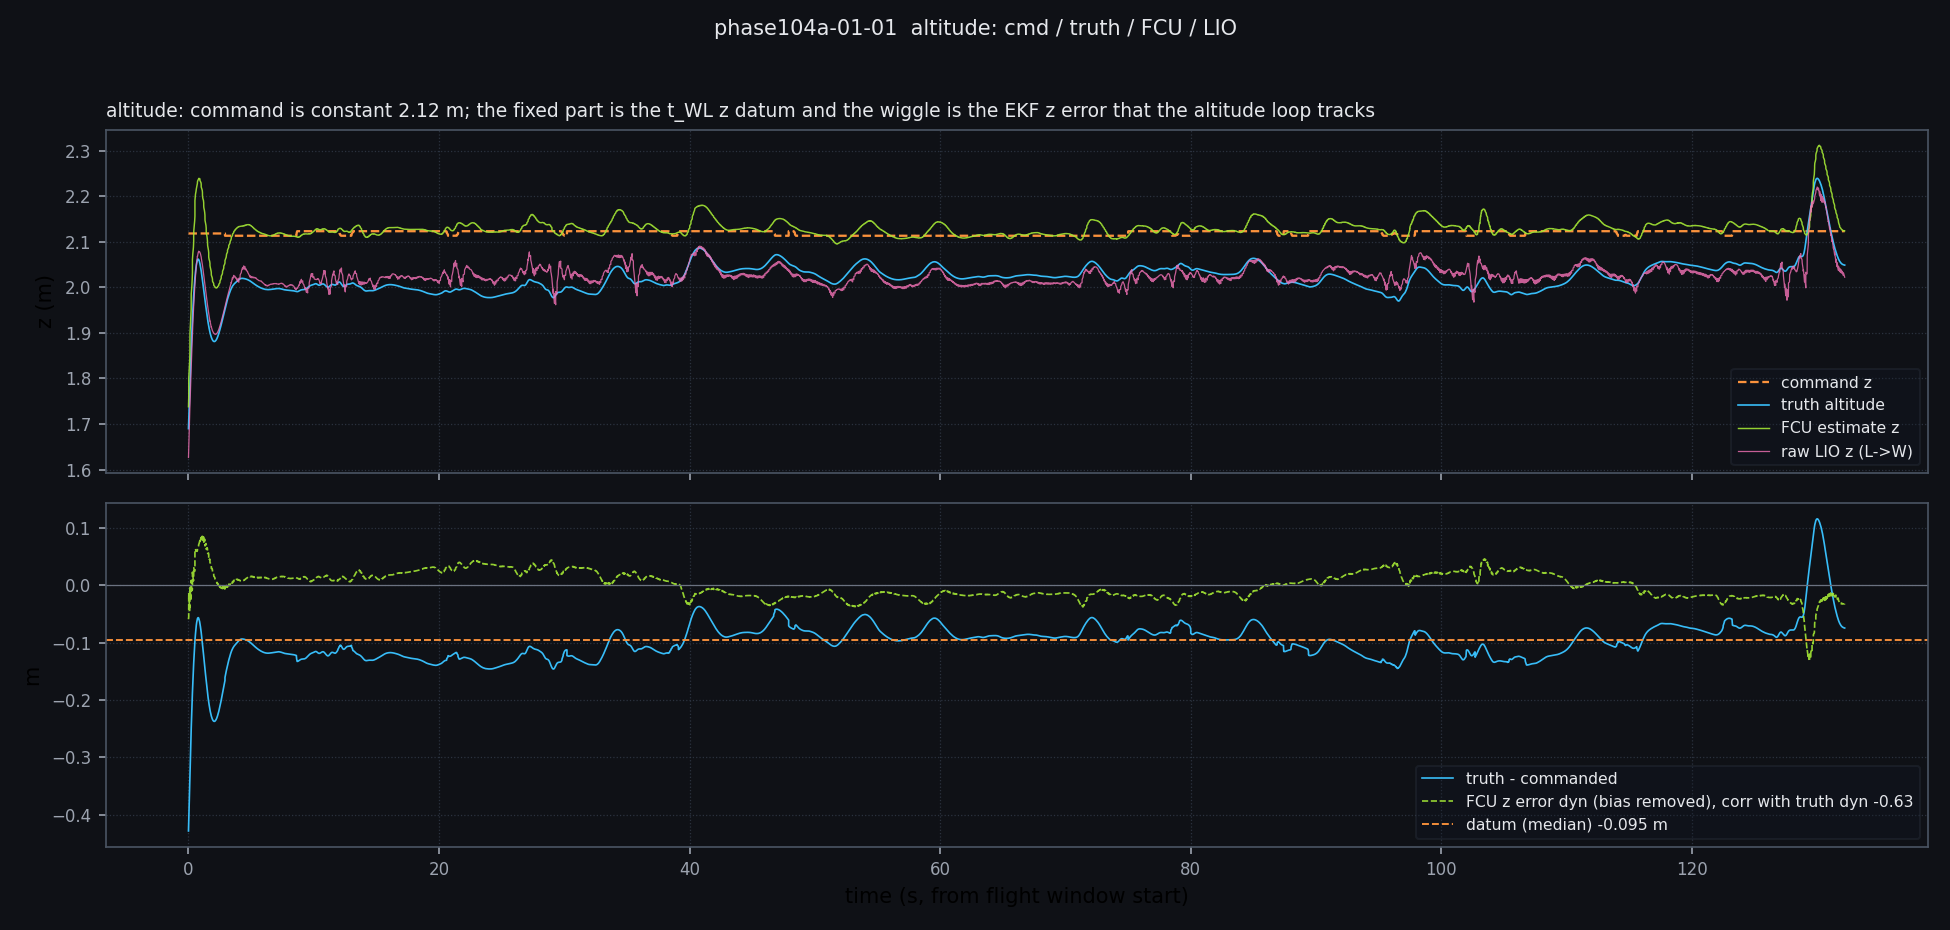 phase104a-01-01  altitude: cmd / truth / FCU / LIO
altitude: command is constant 2.12 m; the fixed part is the t_WL z datum and the wiggle is the EKF z error that the altitude loop tracks
z (m)
2.3
2.2
2.1
2.0
1.9
1.8
1.7
1.6
command z
truth altitude
FCU estimate z
raw LIO z (L->W)
m
0.1
0.0
−0.1
−0.2
−0.3
−0.4
truth - commanded
FCU z error dyn (bias removed), corr with truth dyn -0.63
datum (median) -0.095 m
0
20
40
60
80
100
120
time (s, from flight window start)